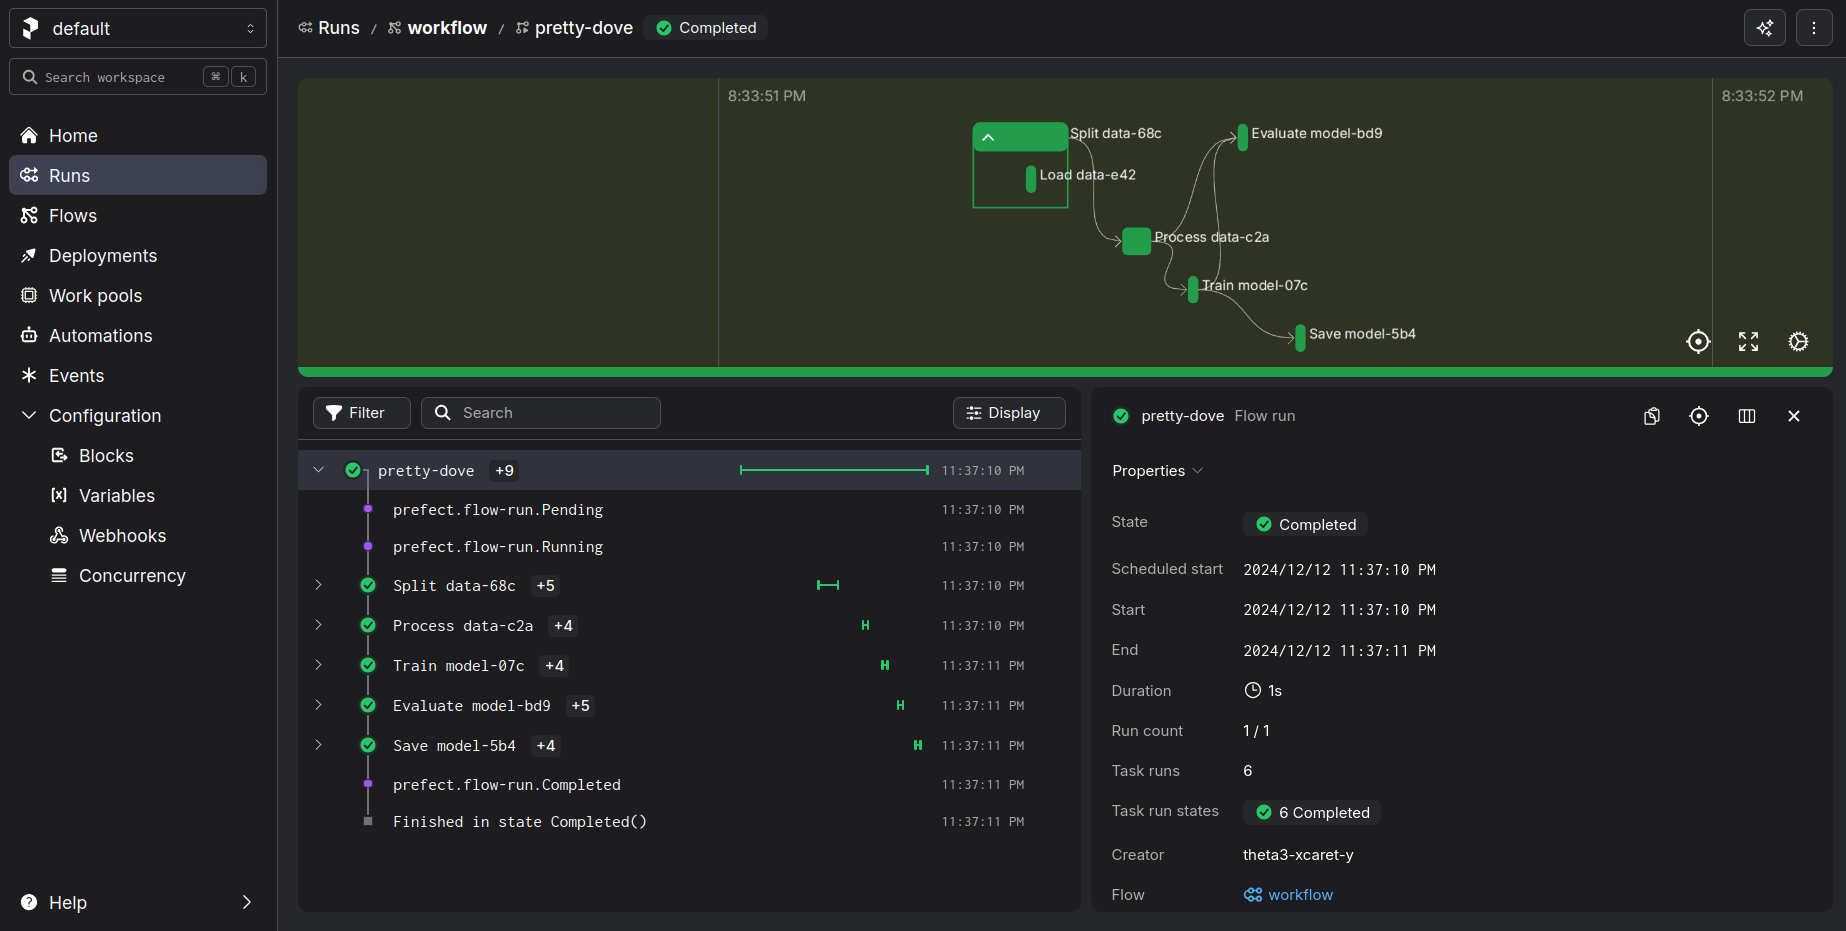 default
Runs / workflow / pretty-dove Completed
Search workspace ⌘ k
Home
Runs
Flows
Deployments
Work pools
Automations
Events
Configuration
Blocks
Variables
Webhooks
Concurrency
Help
8:33:51 PM
8:33:52 PM
Split data-68c
Evaluate model-bd9
Load data-e42
Process data-c2a
Train model-07c
Save model-5b4
Filter
Search
Display
pretty-dove +9 11:37:10 PM
prefect.flow-run.Pending 11:37:10 PM
prefect.flow-run.Running 11:37:10 PM
Split data-68c +5 11:37:10 PM
Process data-c2a +4 11:37:10 PM
Train model-07c +4 11:37:11 PM
Evaluate model-bd9 +5 11:37:11 PM
Save model-5b4 +4 11:37:11 PM
prefect.flow-run.Completed 11:37:11 PM
Finished in state Completed() 11:37:11 PM
pretty-dove Flow run
Properties
State Completed
Scheduled start 2024/12/12 11:37:10 PM
Start 2024/12/12 11:37:10 PM
End 2024/12/12 11:37:11 PM
Duration 1s
Run count 1 / 1
Task runs 6
Task run states 6 Completed
Creator theta3-xcaret-y
Flow workflow